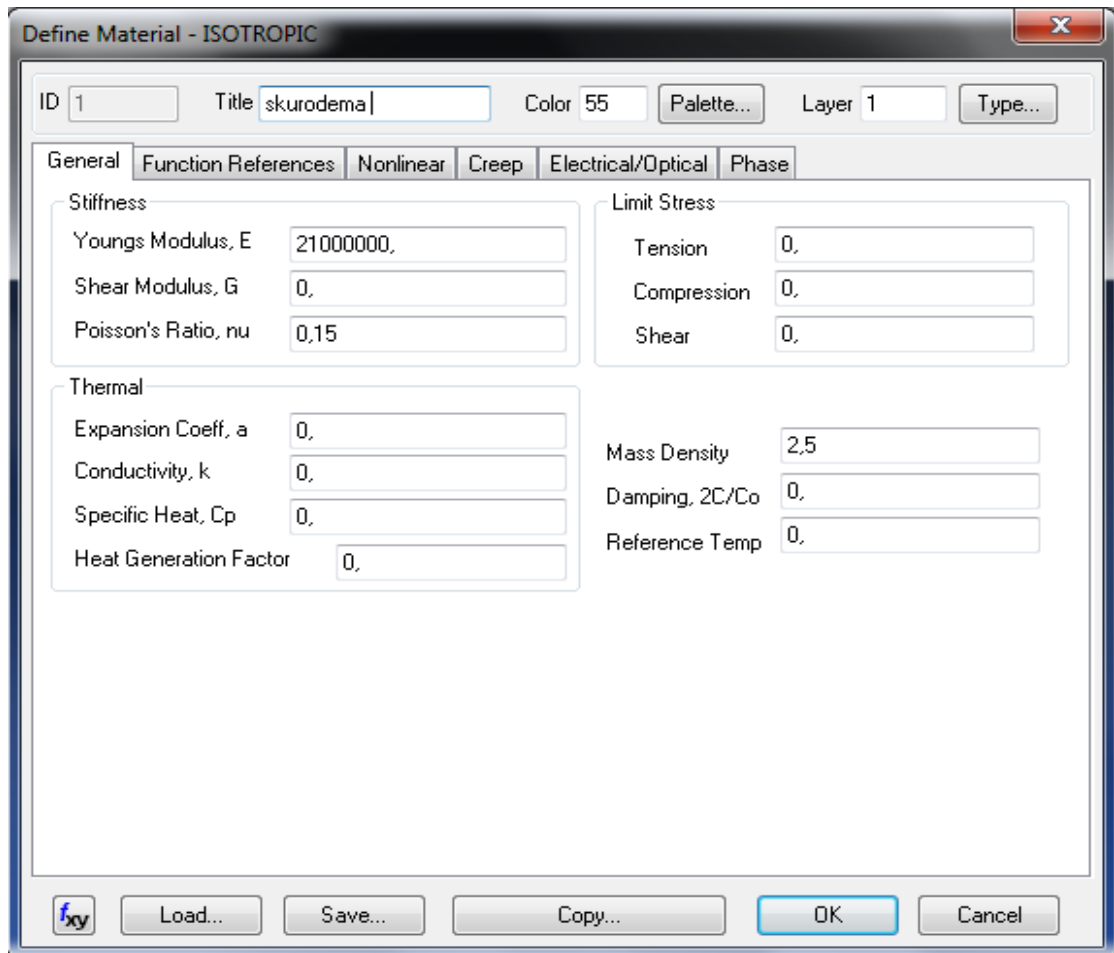 Define Material - ISOTROPIC
ID 1 Title skurodema Color 55 Palette... Layer 1 Type...
General Function References Nonlinear Creep Electrical/Optical Phase
Stiffness
Youngs Modulus, E 21000000,
Shear Modulus, G 0,
Poisson's Ratio, nu 0,15
Limit Stress
Tension 0,
Compression 0,
Shear 0,
Thermal
Expansion Coeff, a 0,
Conductivity, k 0,
Specific Heat, Cp 0,
Heat Generation Factor 0,
Mass Density 2,5
Damping, 2C/Co 0,
Reference Temp 0,
fxy Load... Save... Copy... OK Cancel